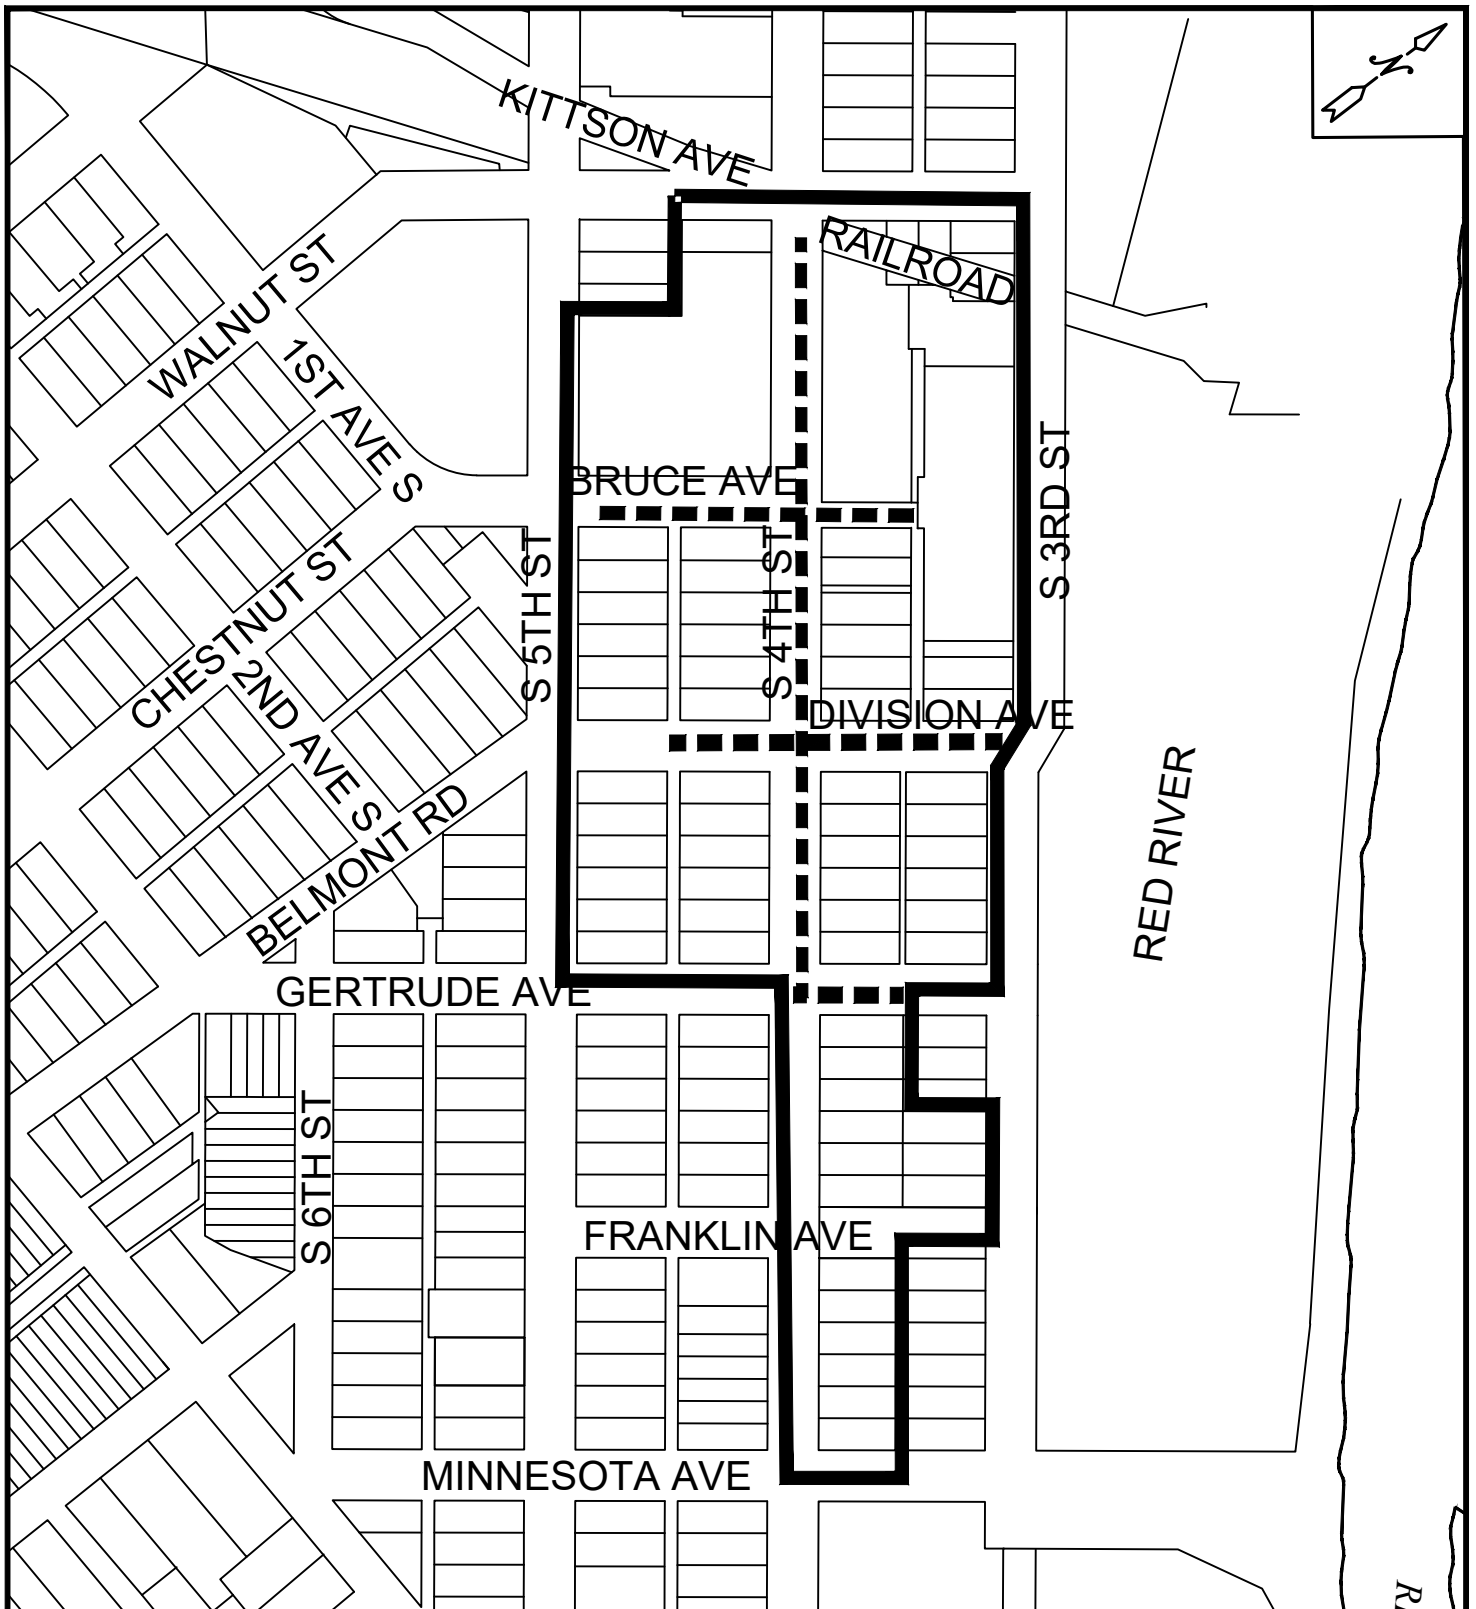 N
KITTSON AVE
RAILROAD
WALNUT ST
1ST AVE S
BRUCE AVE
S 3RD ST
S 5TH ST
S 4TH ST
CHESTNUT ST
2ND AVE S
DIVISION AVE
BELMONT RD
RED RIVER
GERTRUDE AVE
S 6TH ST
FRANKLIN AVE
MINNESOTA AVE